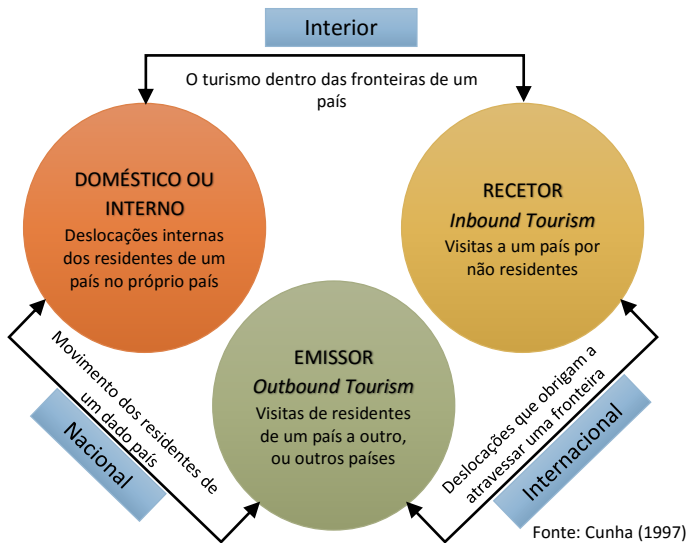 Interior
O turismo dentro das fronteiras de um
país
DOMÉSTICO OU
INTERNO
Deslocações internas
dos residentes de um
país no próprio país
RECETOR
Inbound Tourism
Visitas a um país por
não residentes
EMISSOR
Outbound Tourism
Visitas de residentes
de um país a outro,
ou outros países
Movimento dos residentes de
um dado país
Nacional
Deslocações que obrigam a
atravessar uma fronteira
Internacional
Fonte: Cunha (1997)